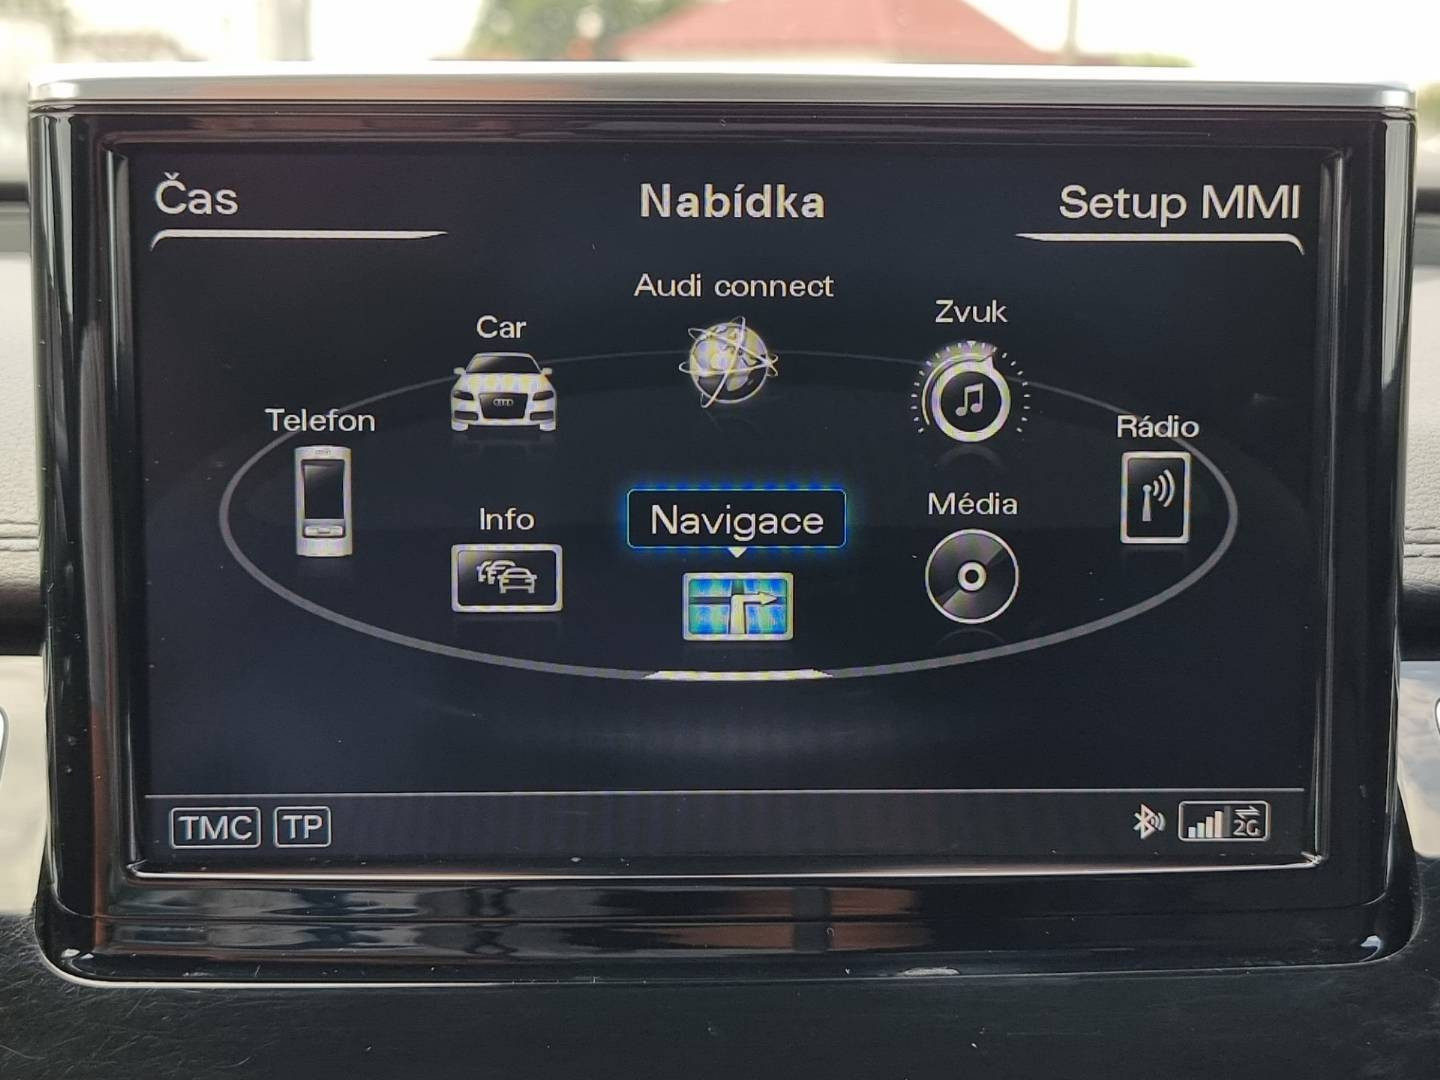 Čas
Nabídka
Setup MMI
Audi connect
Zvuk
Car
Telefon
Rádio
Média
Info
Navigace
TMC
TP
2G